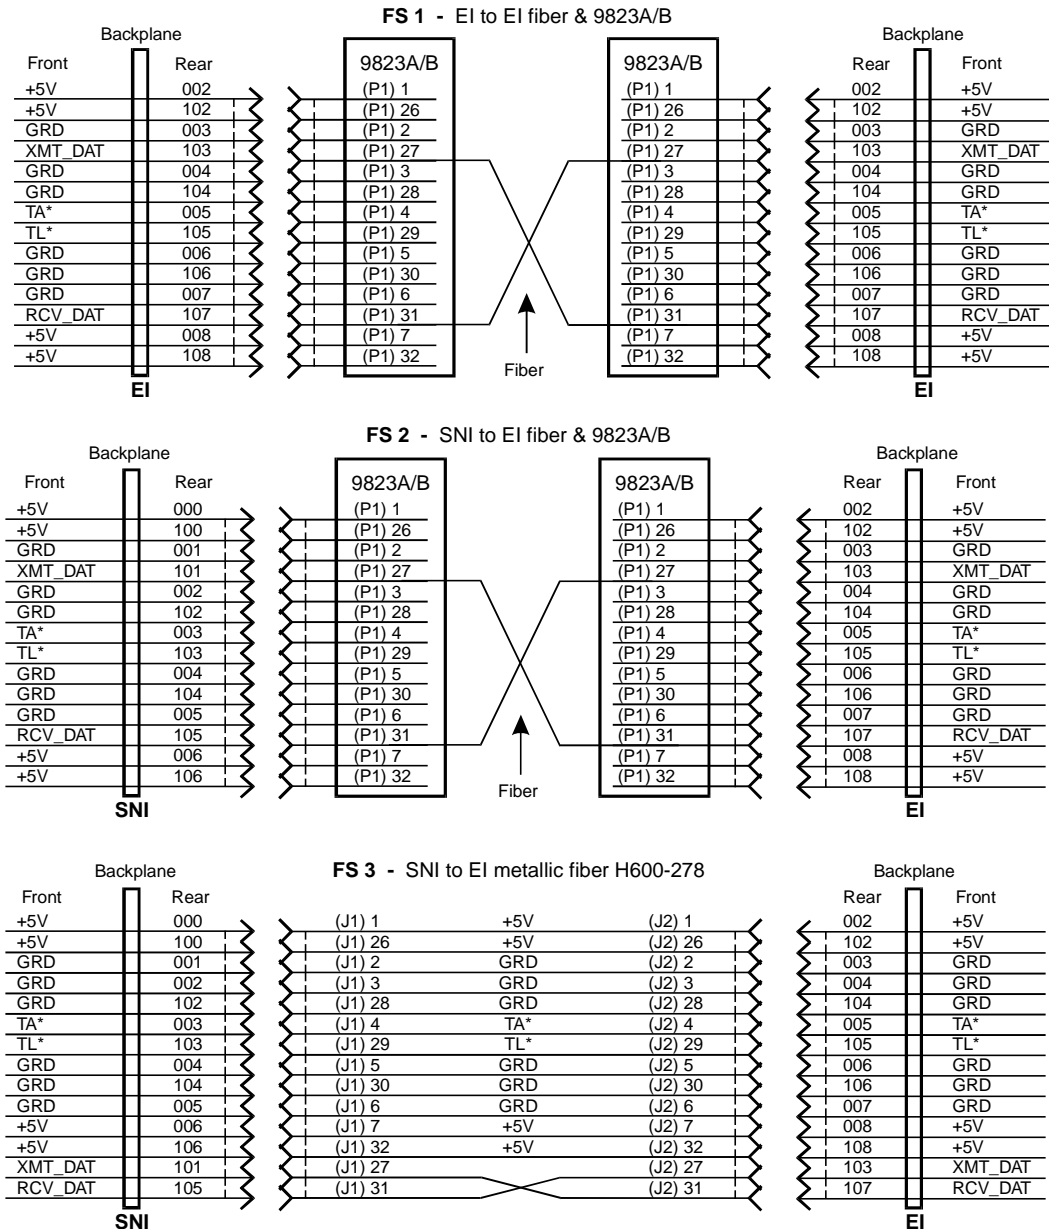 FS 1 - EI to EI fiber & 9823A/B
Backplane Backplane
Front Rear 9823A/B 9823A/B Rear Front
+5V 002 (P1) 1 (P1) 1 002 +5V
+5V 102 (P1) 26 (P1) 26 102 +5V
GRD 003 (P1) 2 (P1) 2 003 GRD
XMT_DAT 103 (P1) 27 (P1) 27 103 XMT_DAT
GRD 004 (P1) 3 (P1) 3 004 GRD
GRD 104 (P1) 28 (P1) 28 104 GRD
TA* 005 (P1) 4 (P1) 4 005 TA*
TL* 105 (P1) 29 (P1) 29 105 TL*
GRD 006 (P1) 5 (P1) 5 006 GRD
GRD 106 (P1) 30 (P1) 30 106 GRD
GRD 007 (P1) 6 (P1) 6 007 GRD
RCV_DAT 107 (P1) 31 (P1) 31 107 RCV_DAT
+5V 008 (P1) 7 (P1) 7 008 +5V
+5V 108 (P1) 32 (P1) 32 108 +5V
Fiber
EI EI
FS 2 - SNI to EI fiber & 9823A/B
Backplane Backplane
Front Rear 9823A/B 9823A/B Rear Front
+5V 000 (P1) 1 (P1) 1 002 +5V
+5V 100 (P1) 26 (P1) 26 102 +5V
GRD 001 (P1) 2 (P1) 2 003 GRD
XMT_DAT 101 (P1) 27 (P1) 27 103 XMT_DAT
GRD 002 (P1) 3 (P1) 3 004 GRD
GRD 102 (P1) 28 (P1) 28 104 GRD
TA* 003 (P1) 4 (P1) 4 005 TA*
TL* 103 (P1) 29 (P1) 29 105 TL*
GRD 004 (P1) 5 (P1) 5 006 GRD
GRD 104 (P1) 30 (P1) 30 106 GRD
GRD 005 (P1) 6 (P1) 6 007 GRD
RCV_DAT 105 (P1) 31 (P1) 31 107 RCV_DAT
+5V 006 (P1) 7 (P1) 7 008 +5V
+5V 106 (P1) 32 (P1) 32 108 +5V
Fiber
SNI EI
FS 3 - SNI to EI metallic fiber H600-278
Backplane Backplane
Front Rear Rear Front
+5V 000 (J1) 1 +5V (J2) 1 002 +5V
+5V 100 (J1) 26 +5V (J2) 26 102 +5V
GRD 001 (J1) 2 GRD (J2) 2 003 GRD
GRD 002 (J1) 3 GRD (J2) 3 004 GRD
GRD 102 (J1) 28 GRD (J2) 28 104 GRD
TA* 003 (J1) 4 TA* (J2) 4 005 TA*
TL* 103 (J1) 29 TL* (J2) 29 105 TL*
GRD 004 (J1) 5 GRD (J2) 5 006 GRD
GRD 104 (J1) 30 GRD (J2) 30 106 GRD
GRD 005 (J1) 6 GRD (J2) 6 007 GRD
+5V 006 (J1) 7 +5V (J2) 7 008 +5V
+5V 106 (J1) 32 +5V (J2) 32 108 +5V
XMT_DAT 101 (J1) 27 (J2) 27 103 XMT_DAT
RCV_DAT 105 (J1) 31 (J2) 31 107 RCV_DAT
SNI EI